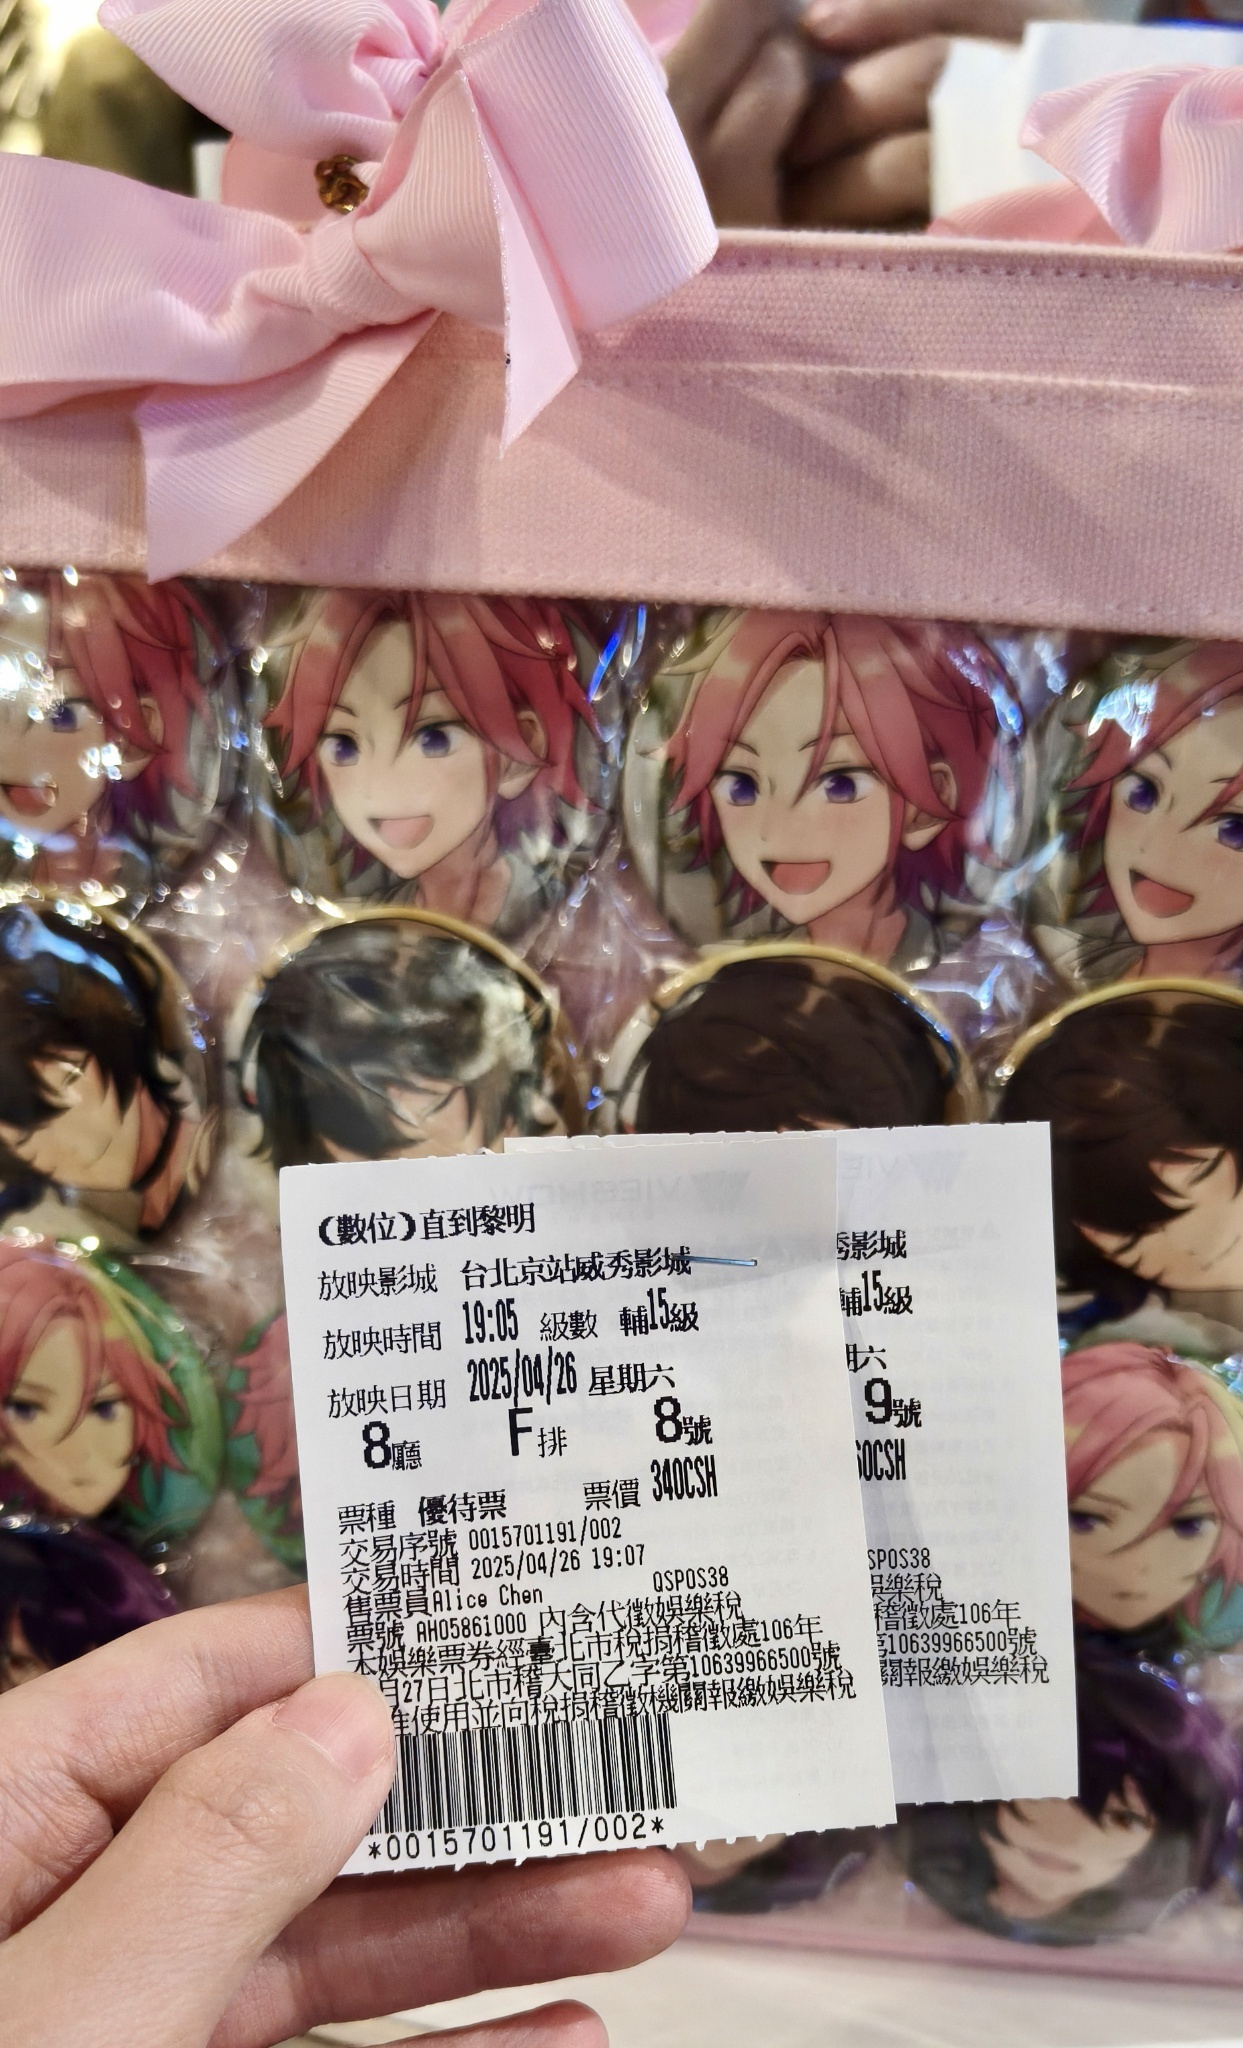 (數位)直到黎明
放映影城 台北京站威秀影城
放映時間 19:05 級數 輔15級
放映日期 2025/04/26 星期六
8廳 F排 8號
票種 優待票 票價 340CSH
交易序號 0015701191/002
交易時間 2025/04/26 19:07
售票員Alice Chen QSPOS38
票號 AH05861000 內含代徵娛樂稅
本娛樂票券經臺北市稅捐稽徵處106年
月27日北市稽大同乙字第10639966500號
准使用並向稅捐稽徵機關報繳娛樂稅
*0015701191/002*
秀影城
輔15級
期六
9號
60CSH
SPOS38
娛樂稅
稽徵處106年
第10639966500號
關報繳娛樂稅